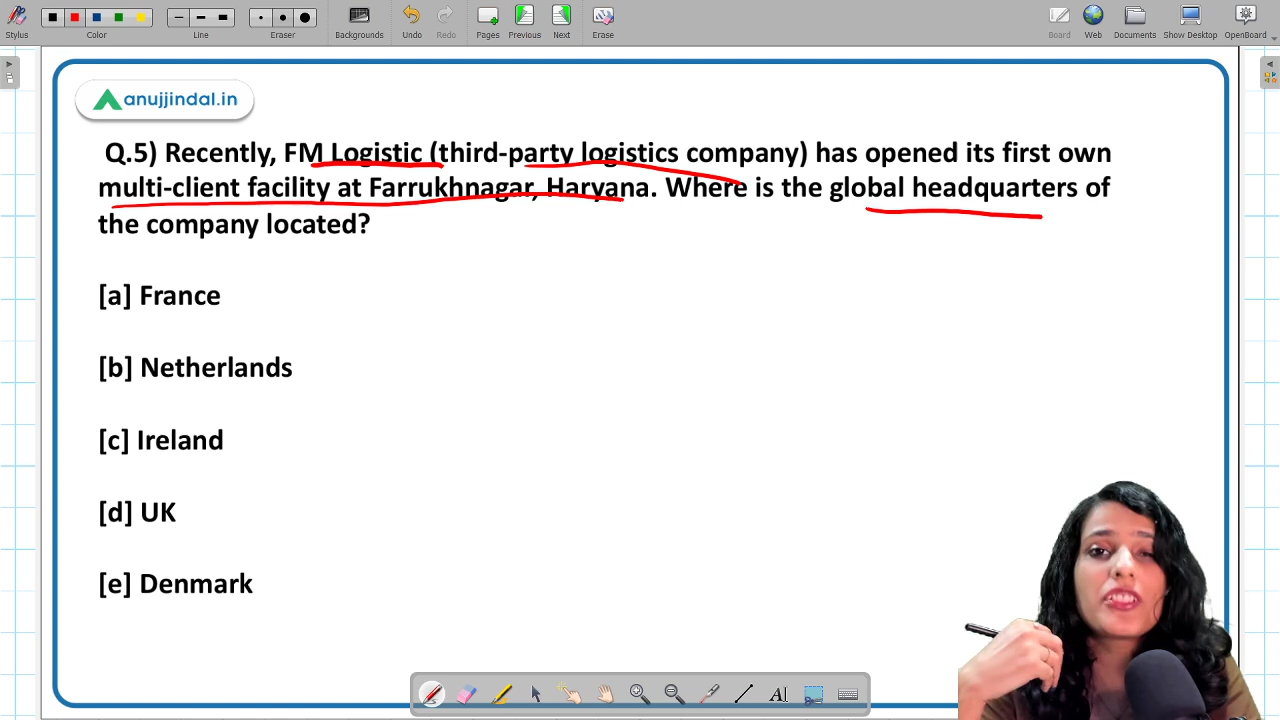 Stylus
Color
Line
Eraser
Backgrounds
Undo
Redo
Pages
Previous
Next
Erase
Board
Web
Documents
Show Desktop
OpenBoard
anujjindal.in
Q.5) Recently, FM Logistic (third-party logistics company) has opened its first own
multi-client facility at Farrukhnagar, Haryana. Where is the global headquarters of
the company located?
[a] France
[b] Netherlands
[c] Ireland
[d] UK
[e] Denmark